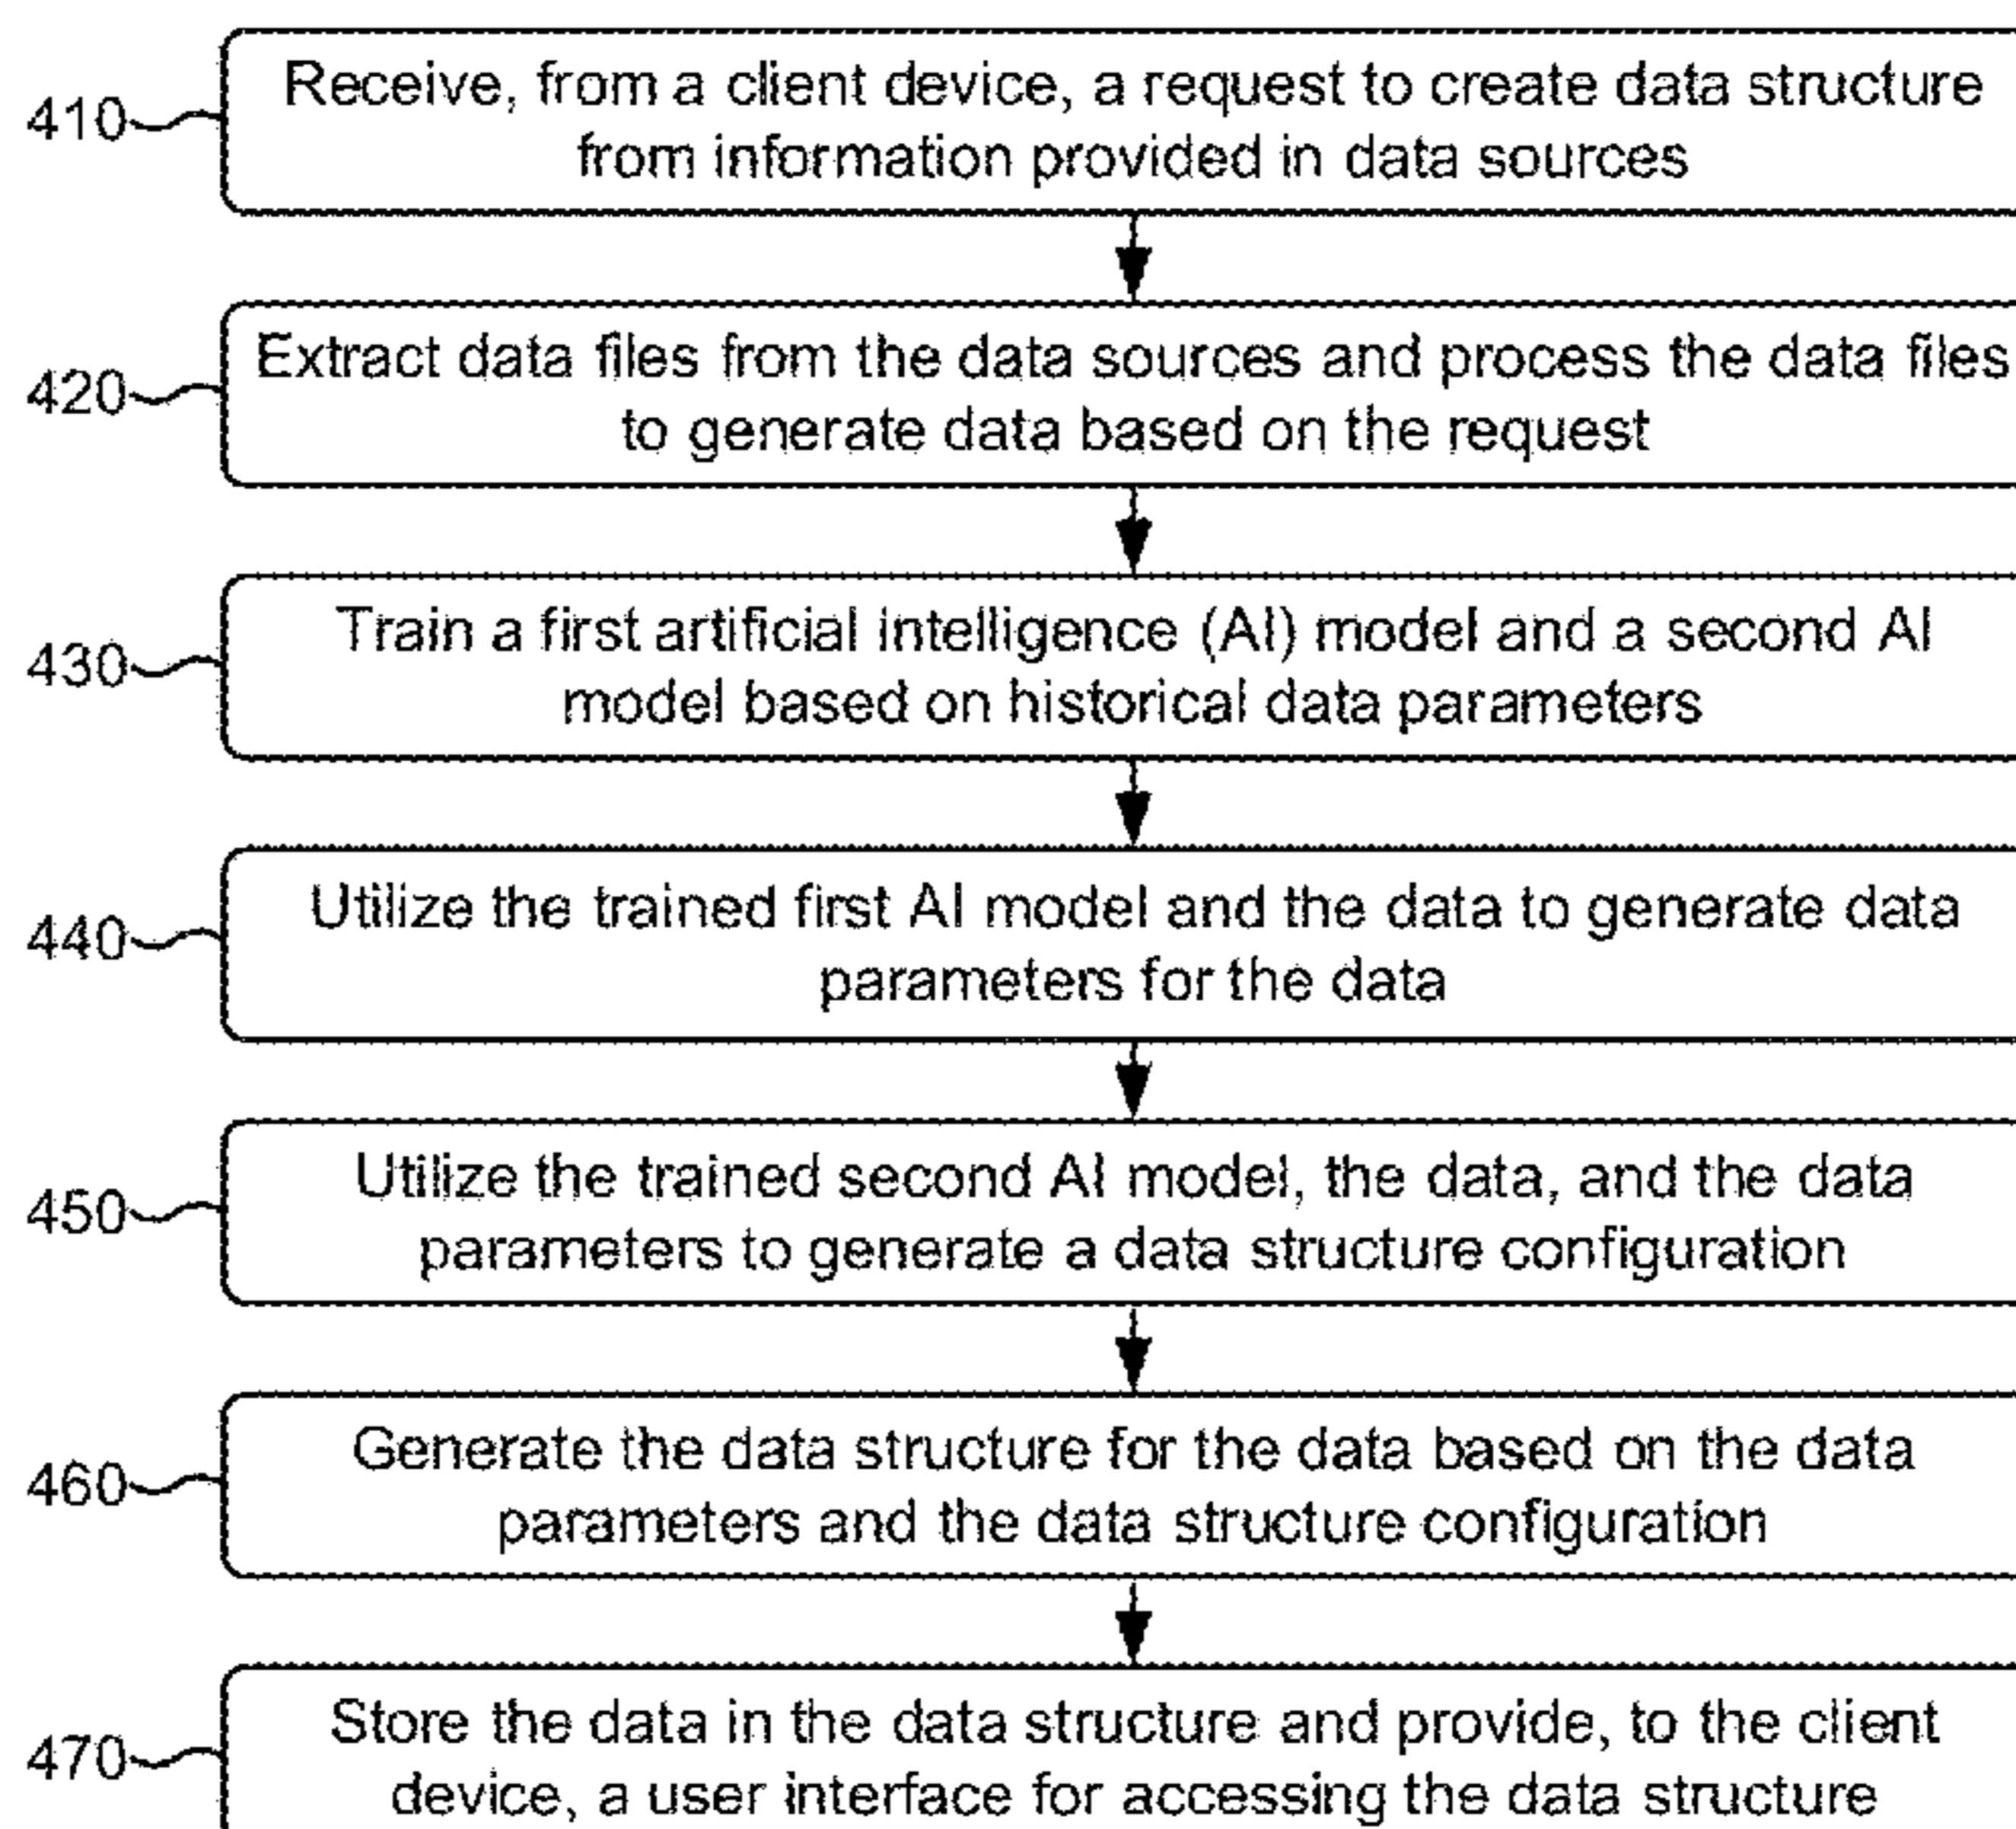 Receive, from a client device, a request to create data structure
410
from information provided in data sources
Extract data files from the data sources and process the data files
420
to generate data based on the request
Train a first artificial intelligence (AI) model and a second AI
430
model based on historical data parameters
Utilize the trained first AI model and the data to generate data
440
parameters for the data
Utilize the trained second AI model, the data, and the data
450
parameters to generate a data structure configuration
Generate the data structure for the data based on the data
460
parameters and the data structure configuration
Store the data in the data structure and provide, to the client
470
device, a user interface for accessing the data structure